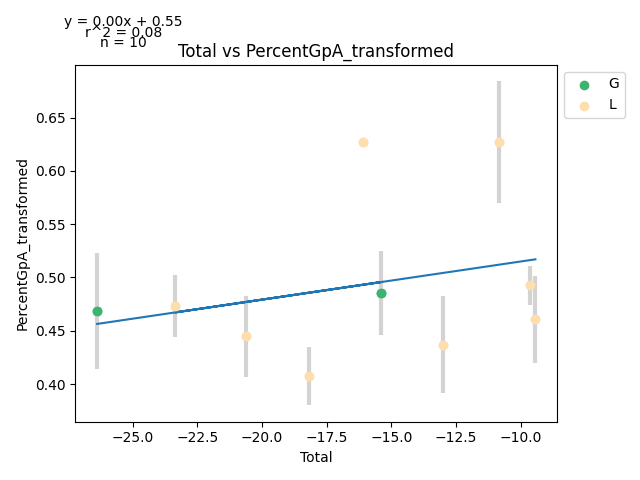 y = 0.00x + 0.55
r^2 = 0.08
n = 10
Total vs PercentGpA_transformed
G
L
PercentGpA_transformed
0.65
0.60
0.55
0.50
0.45
0.40
−25.0 −22.5 −20.0 −17.5 −15.0 −12.5 −10.0
Total